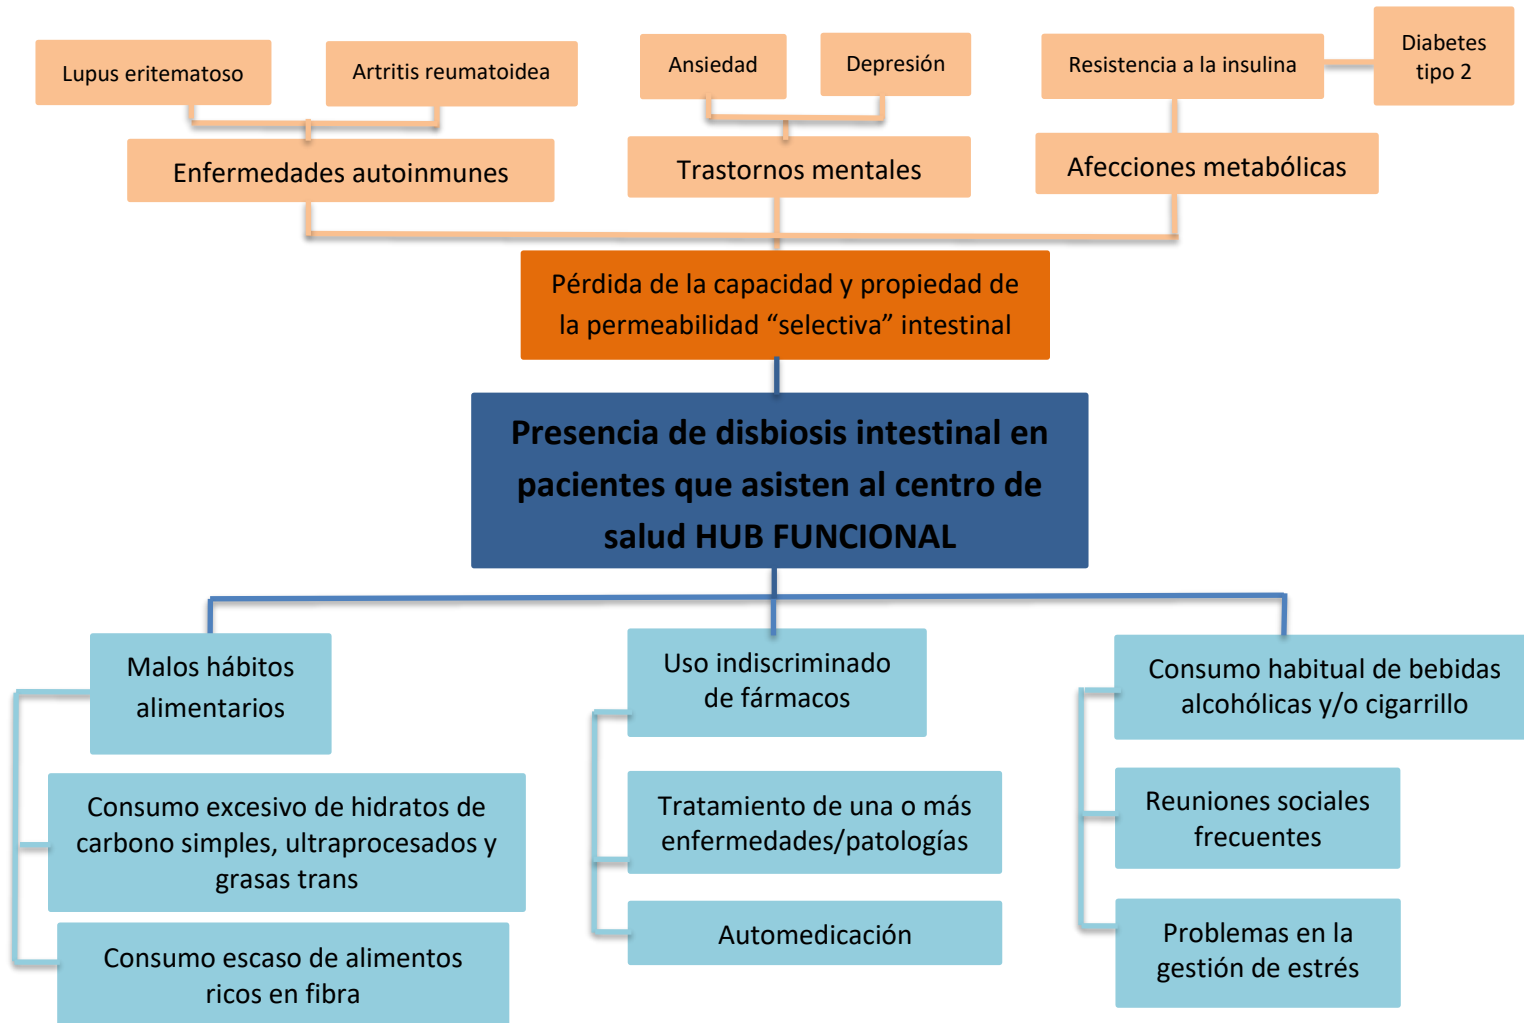 Lupus eritematoso
Artritis reumatoidea
Ansiedad
Depresión
Resistencia a la insulina
Diabetes
tipo 2
Enfermedades autoinmunes
Trastornos mentales
Afecciones metabólicas
Pérdida de la capacidad y propiedad de
la permeabilidad “selectiva” intestinal
Presencia de disbiosis intestinal en
pacientes que asisten al centro de
salud HUB FUNCIONAL
Malos hábitos
alimentarios
Consumo excesivo de hidratos de
carbono simples, ultraprocesados y
grasas trans
Consumo escaso de alimentos
ricos en fibra
Uso indiscriminado
de fármacos
Tratamiento de una o más
enfermedades/patologías
Automedicación
Consumo habitual de bebidas
alcohólicas y/o cigarrillo
Reuniones sociales
frecuentes
Problemas en la
gestión de estrés